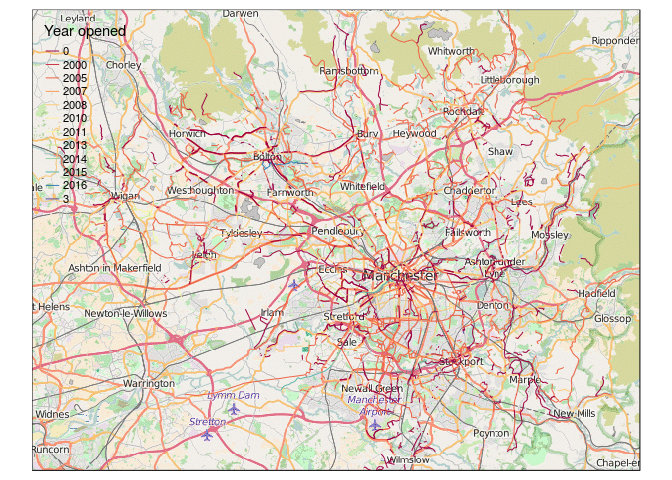 Leyland
Darwen
Year opened
Ripponden
Whitworth
0
2000
Chorley
Ramsbottom
2005
Littleborough
2007
2008
2010
Rochdale
2011
Horwich
Bury
Heywood
2013
Shaw
2014
Bolton
2015
2016
Westhoughton
Farnworth
Whitefield
Chadderton
3
Wigan
Lees
Tyldesley
Pendlebury
Failsworth
Mossley
Leigh
Ashton in Makerfield
Eccles
Manchester
Ashton-under
Lyne
Hadfield
t Helens
Newton-le-Willows
Irlam
Stretford
Denton
Glossop
Sale
Stockport
Warrington
Newall Green
Marple
Lymm Dam
Manchester
Airport
Widnes
Stretton
New Mills
Poynton
Runcorn
Wilmslow
Chapel-en